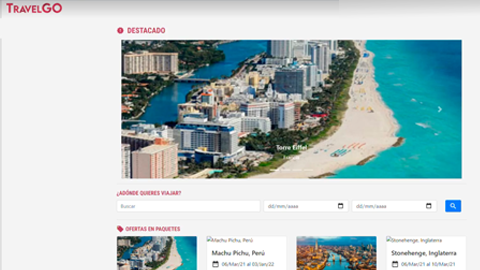 TravelGO
DESTACADO
Torre Eiffel
¿ADÓNDE QUIERES VIAJAR?
Buscar
dd/mm/aaaa
dd/mm/aaaa
OFERTAS EN PAQUETES
Machu Picchu, Perú
Stonehenge, Inglaterra
Machu Picchu, Perú
Stonehenge, Inglaterra
06/Mar/21 al 03/Jan/22
06/Mar/21 al 10/Mar/21